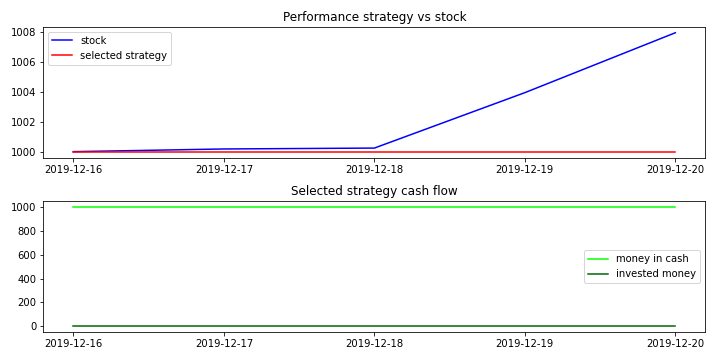 Performance strategy vs stock
1008
1006
1004
1002
1000
stock
selected strategy
2019-12-16 2019-12-17 2019-12-18 2019-12-19 2019-12-20
Selected strategy cash flow
1000
800
600
400
200
0
money in cash
invested money
2019-12-16 2019-12-17 2019-12-18 2019-12-19 2019-12-20